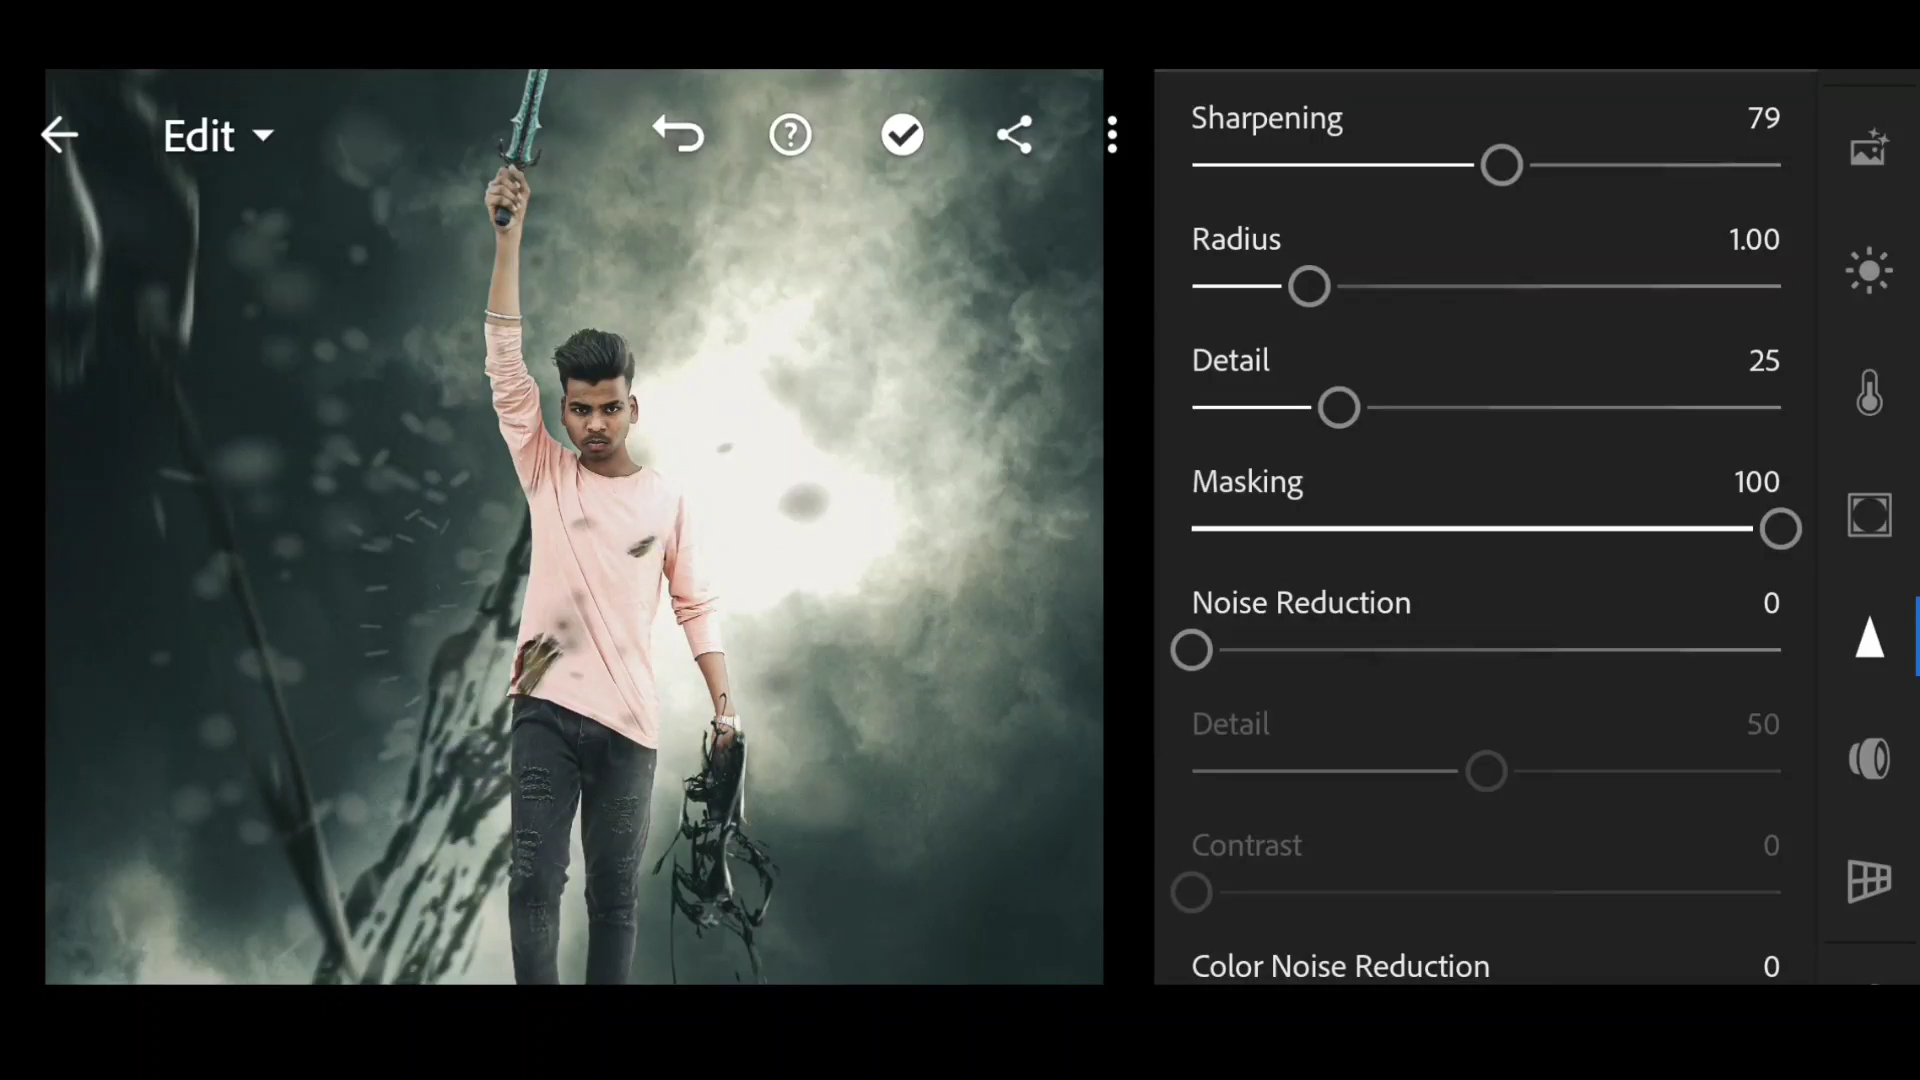 Edit
Sharpening 79
Radius 1.00
Detail 25
Masking 100
Noise Reduction 0
Detail 50
Contrast 0
Color Noise Reduction 0